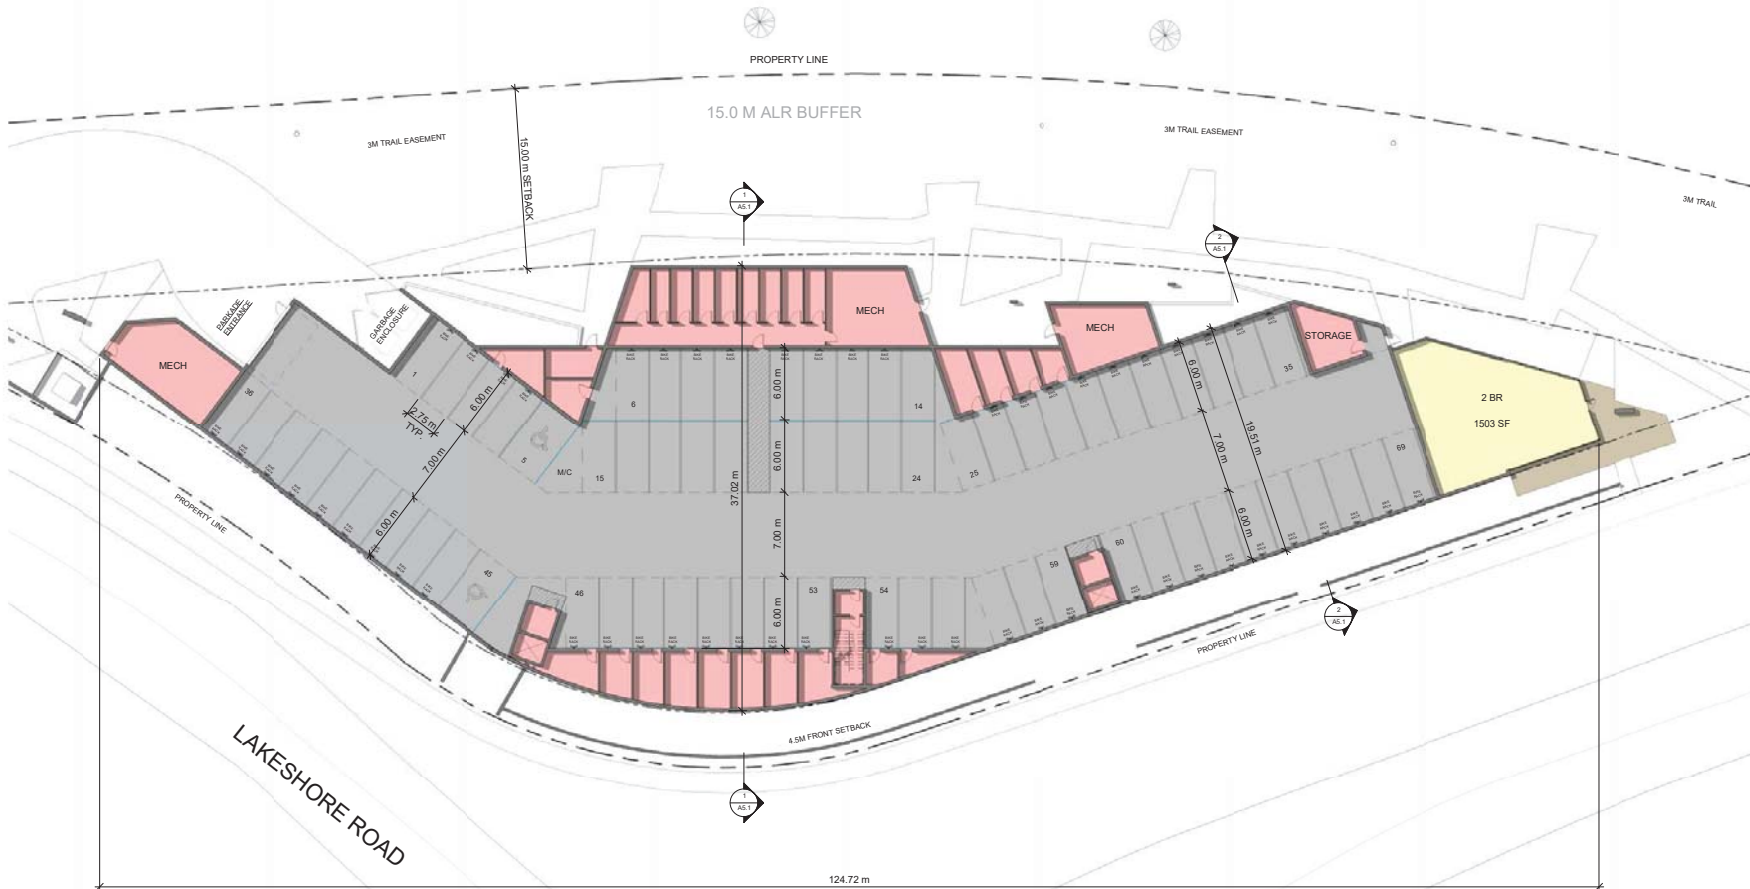 PROPERTY LINE
15.0 M ALR BUFFER
3M TRAIL EASEMENT
3M TRAIL EASEMENT
3M TRAIL
15.00 m SETBACK
1
A5.1
2
A5.1
PARKADE
ENTRANCE
GARBAGE
ENCLOSURE
MECH
MECH
MECH
STORAGE
2 BR
1503 SF
36
1
2.75 m
TYP.
6.00 m
7.00 m
6.00 m
5
M/C
6
14
15
24
25
35
6.00 m
6.00 m
7.00 m
6.00 m
37.02 m
6.00 m
7.00 m
6.00 m
19.51 m
69
45
46
53
54
59
60
BIKE
RACK
PROPERTY LINE
PROPERTY LINE
4.5M FRONT SETBACK
2
A5.1
1
A5.1
LAKESHORE ROAD
124.72 m